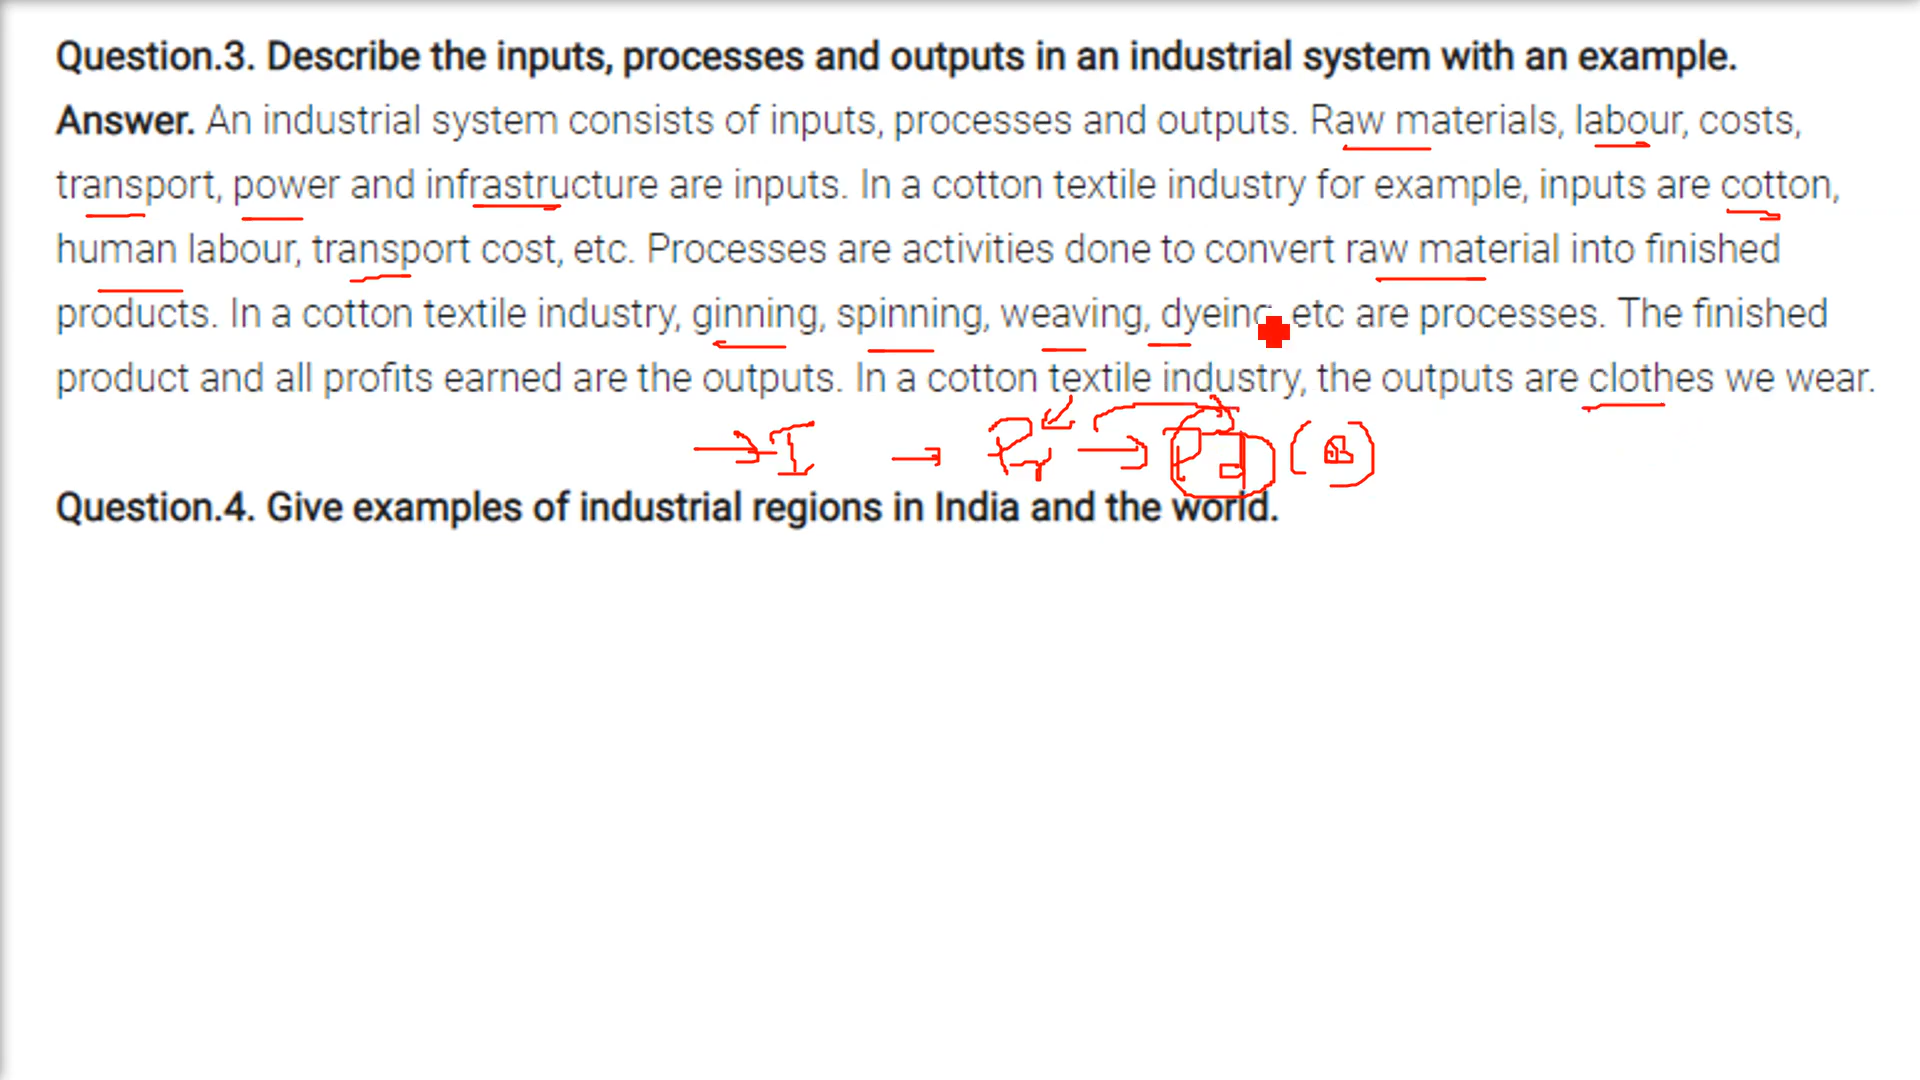 Question.3. Describe the inputs, processes and outputs in an industrial system with an example.
Answer. An industrial system consists of inputs, processes and outputs. Raw materials, labour, costs,
transport, power and infrastructure are inputs. In a cotton textile industry for example, inputs are cotton,
human labour, transport cost, etc. Processes are activities done to convert raw material into finished
products. In a cotton textile industry, ginning, spinning, weaving, dyeing etc are processes. The finished
product and all profits earned are the outputs. In a cotton textile industry, the outputs are clothes we wear.
→ I → Pr → Pd
Question.4. Give examples of industrial regions in India and the world.